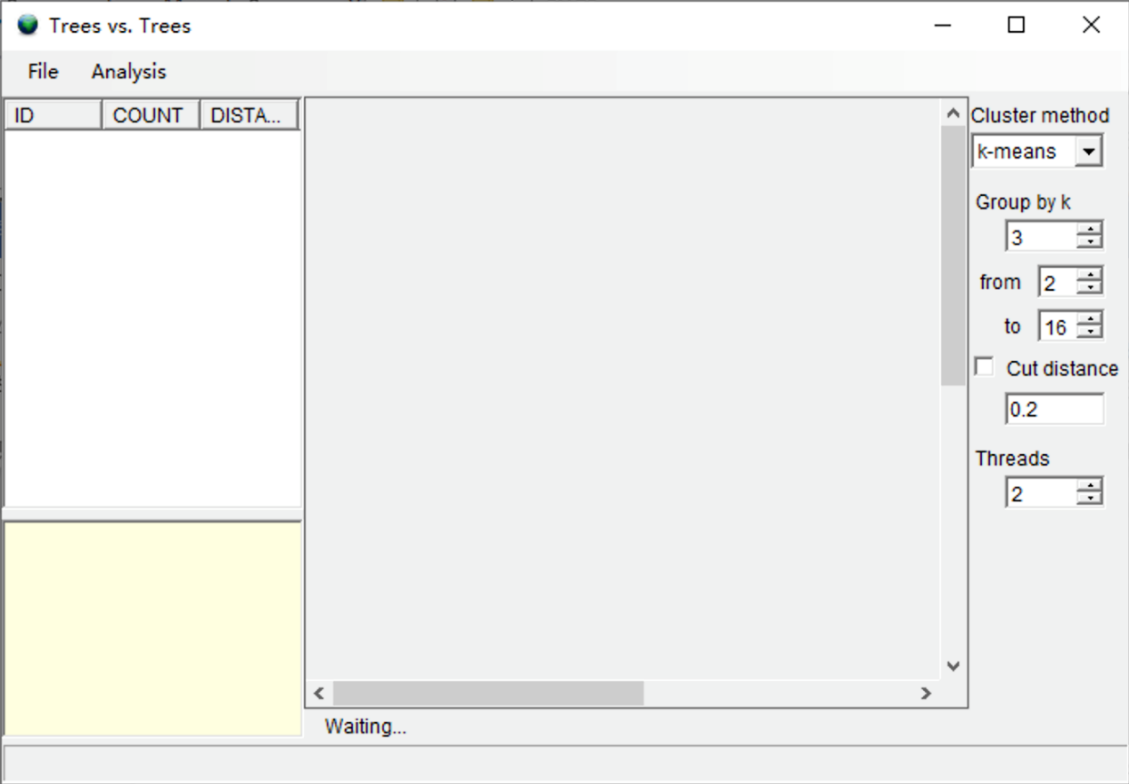 Trees vs. Trees
File Analysis
ID COUNT DISTA...
Cluster method
k-means
Group by k
3
from 2
to 16
Cut distance
0.2
Threads
2
Waiting...